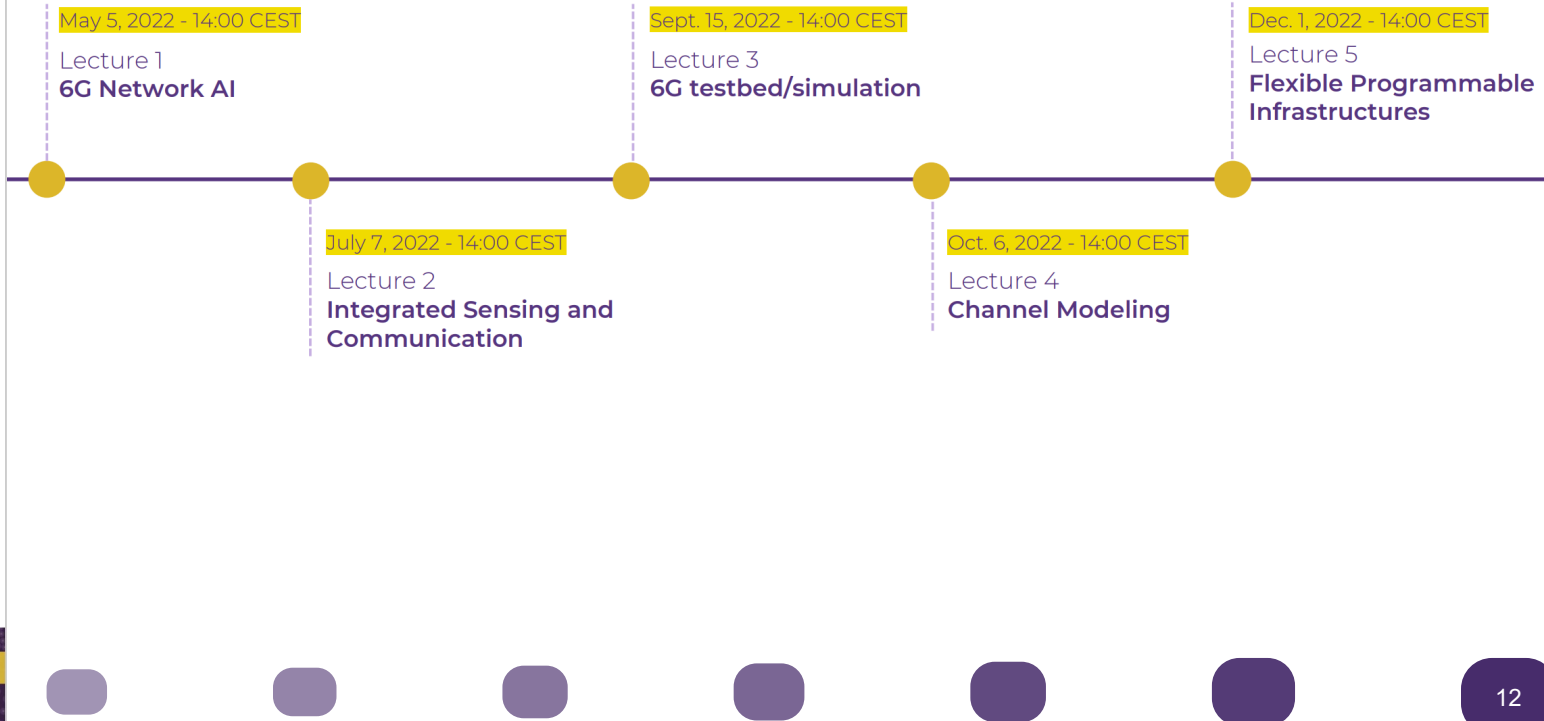 May 5, 2022 - 14:00 CEST
Lecture 1
6G Network AI
July 7, 2022 - 14:00 CEST
Lecture 2
Integrated Sensing and
Communication
Sept. 15, 2022 - 14:00 CEST
Lecture 3
6G testbed/simulation
Oct. 6, 2022 - 14:00 CEST
Lecture 4
Channel Modeling
Dec. 1, 2022 - 14:00 CEST
Lecture 5
Flexible Programmable
Infrastructures
12